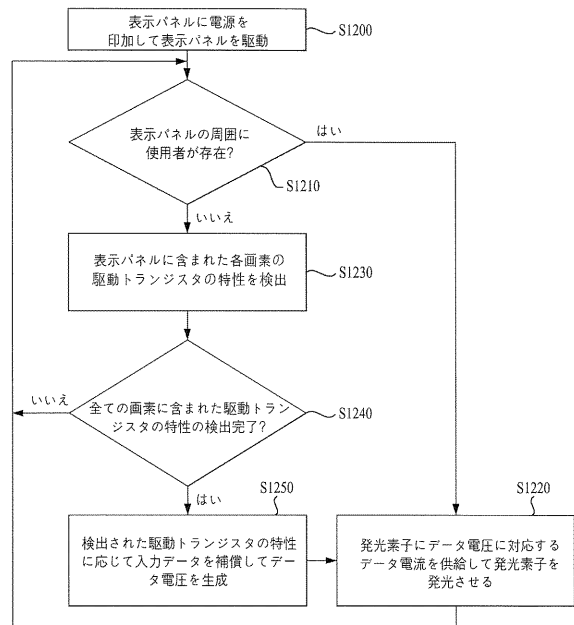 表示パネルに電源を
印加して表示パネルを駆動
S1200
表示パネルの周囲に
使用者が存在?
はい
S1210
いいえ
表示パネルに含まれた各画素の
駆動トランジスタの特性を検出
S1230
いいえ
全ての画素に含まれた駆動トラン
ジスタの特性の検出完了?
S1240
はい
S1250
検出された駆動トランジスタの特性
に応じて入力データを補償してデー
タ電圧を生成
S1220
発光素子にデータ電圧に対応する
データ電流を供給して発光素子を
発光させる